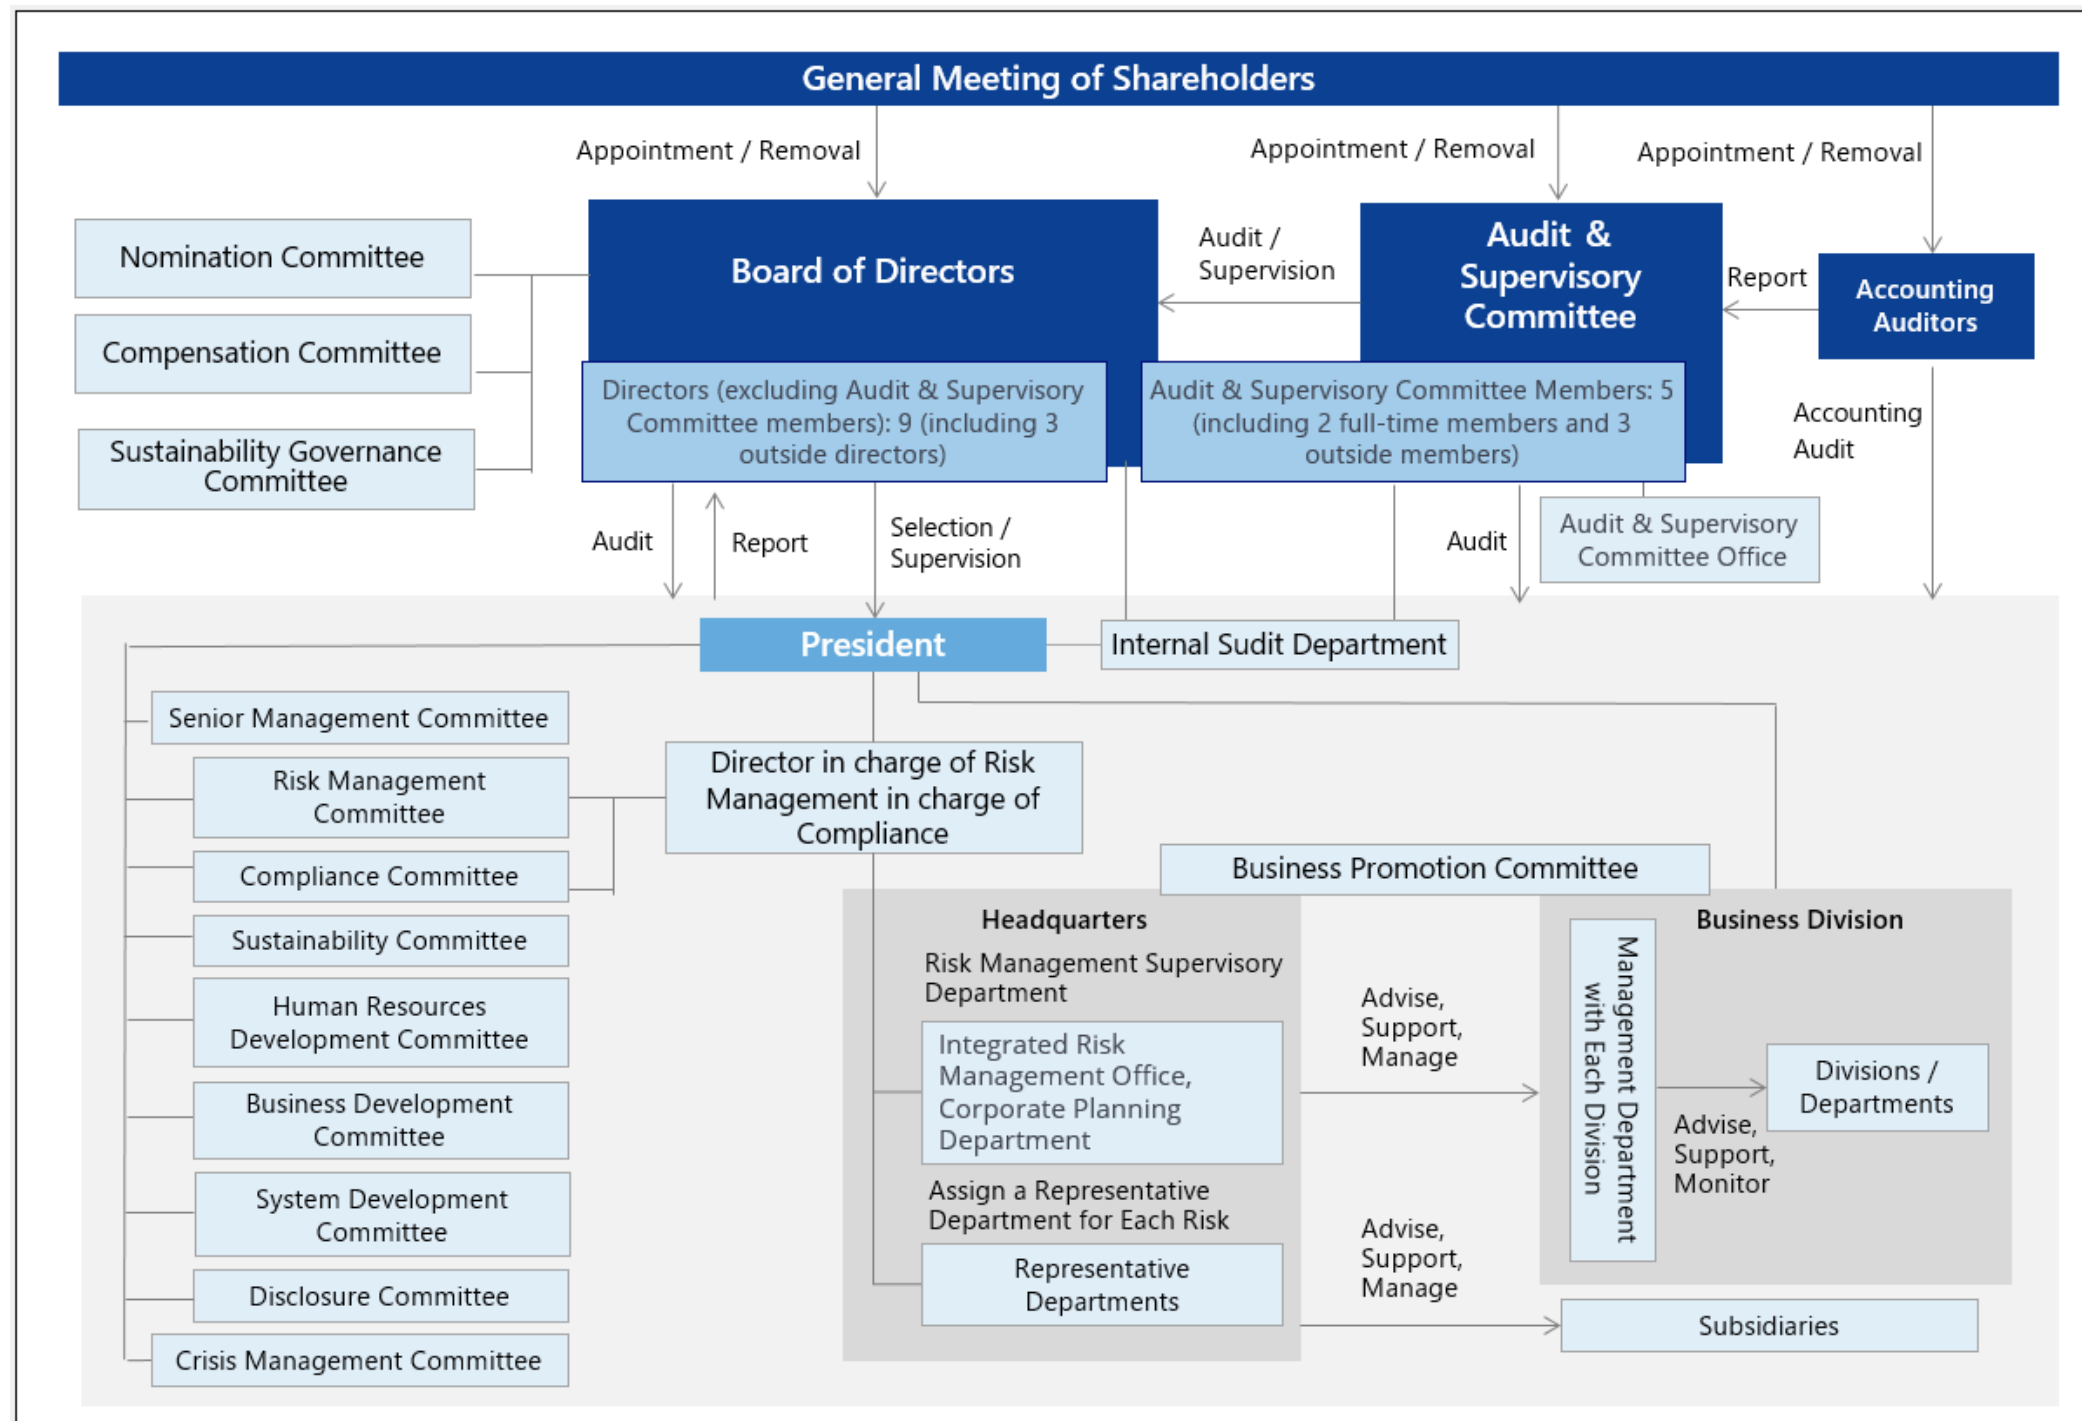 General Meeting of Shareholders
Appointment / Removal
Appointment / Removal
Appointment / Removal
Nomination Committee
Compensation Committee
Sustainability Governance
Committee
Board of Directors
Directors (excluding Audit & Supervisory
Committee members): 9 (including 3
outside directors)
Audit /
Supervision
Audit &
Supervisory
Committee
Audit & Supervisory Committee Members: 5
(including 2 full-time members and 3
outside members)
Report
Accounting
Auditors
Accounting
Audit
Audit
Report
Selection /
Supervision
Audit
Audit & Supervisory
Committee Office
President
Internal Sudit Department
Senior Management Committee
Risk Management
Committee
Compliance Committee
Sustainability Committee
Human Resources
Development Committee
Business Development
Committee
System Development
Committee
Disclosure Committee
Crisis Management Committee
Director in charge of Risk
Management in charge of
Compliance
Business Promotion Committee
Headquarters
Risk Management Supervisory
Department
Integrated Risk
Management Office,
Corporate Planning
Department
Assign a Representative
Department for Each Risk
Representative
Departments
Advise,
Support,
Manage
Advise,
Support,
Manage
Business Division
Management Department
with Each Division
Advise,
Support,
Monitor
Divisions /
Departments
Subsidiaries